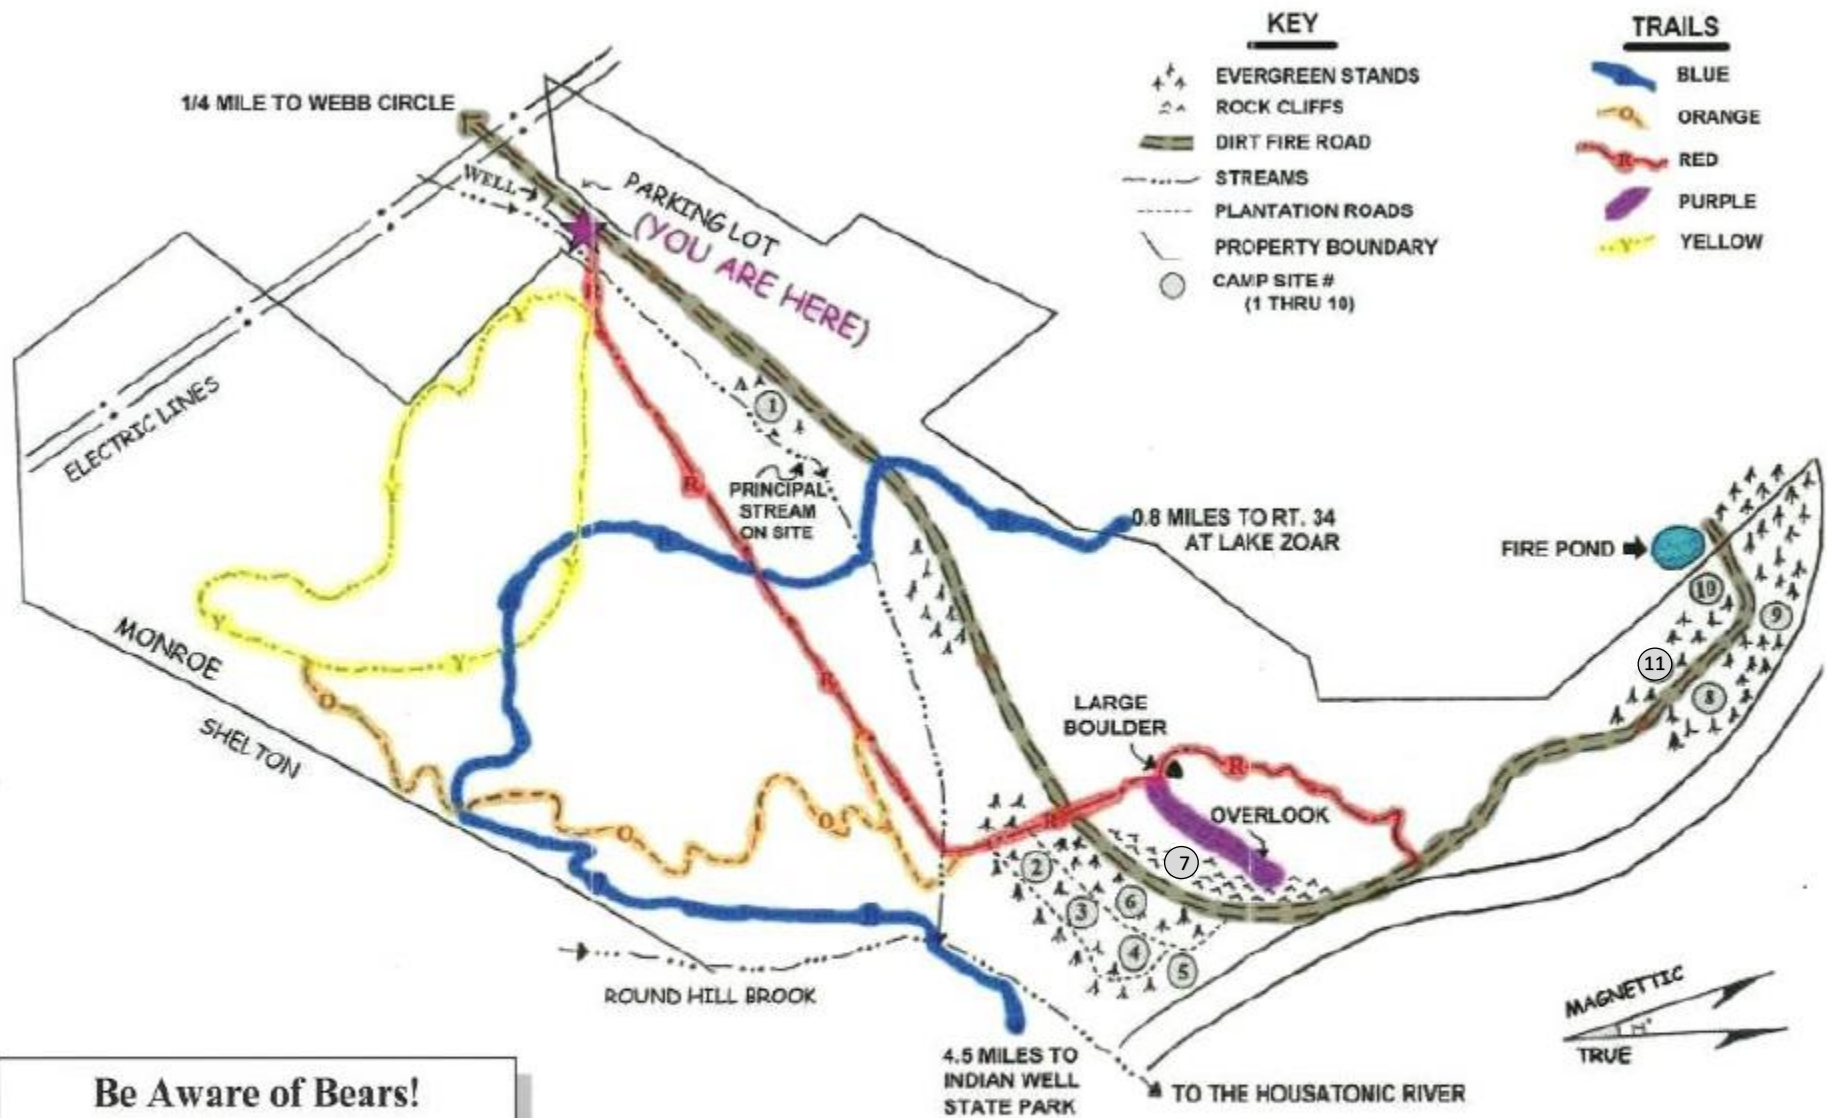 KEY
EVERGREEN STANDS
ROCK CLIFFS
DIRT FIRE ROAD
STREAMS
PLANTATION ROADS
PROPERTY BOUNDARY
CAMP SITE #
(1 THRU 10)
TRAILS
BLUE
O ORANGE
R RED
PURPLE
Y YELLOW
1/4 MILE TO WEBB CIRCLE
WELL
PARKING LOT
(YOU ARE HERE)
ELECTRIC LINES
1
Y
Y
R
PRINCIPAL
STREAM
ON SITE
0.8 MILES TO RT. 34
AT LAKE ZOAR
FIRE POND
10
9
11
8
Y
Y
Y
MONROE
SHELTON
O
R
LARGE
BOULDER
R
OVERLOOK
R
O
O
7
2
3
6
4
5
ROUND HILL BROOK
MAGNETTIC
TRUE
4.5 MILES TO
INDIAN WELL
STATE PARK
TO THE HOUSATONIC RIVER
Be Aware of Bears!